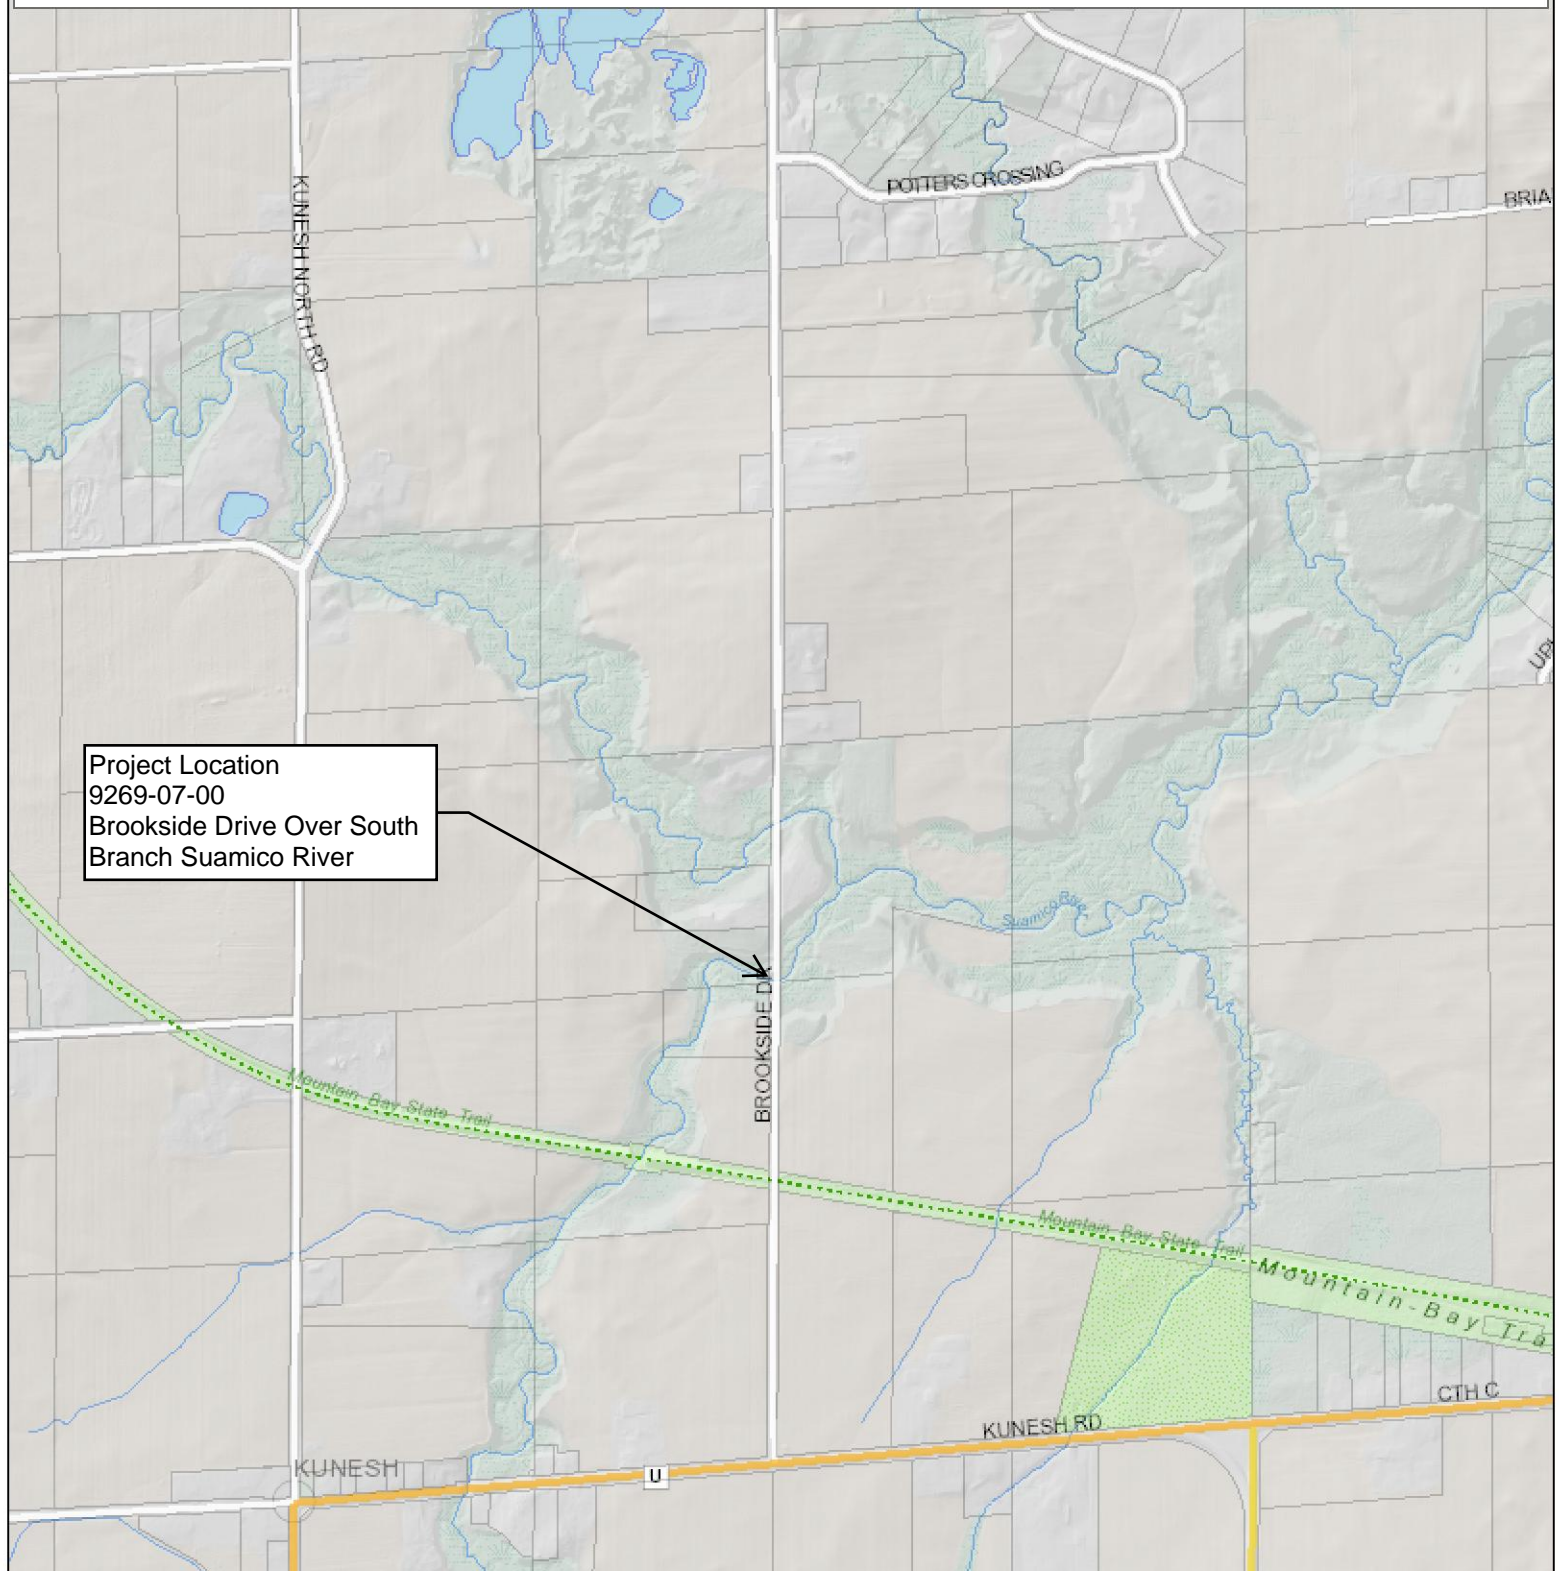 POTTERS CROSSING
KUNESH NORTH RD
Project Location
9269-07-00
Brookside Drive Over South
Branch Suamico River
BROOKSIDE DR
Mountain-Bay State Trail
Mountain-Bay State Trail
Mountain-Bay Tra
CTH C
KUNESH RD
KUNESH
U
BRIA
UP